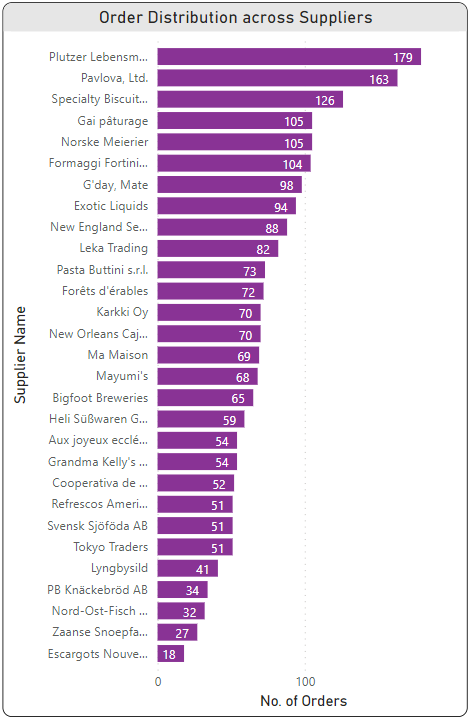 Order Distribution across Suppliers
Supplier Name
Plutzer Lebensm... 179
Pavlova, Ltd. 163
Specialty Biscuit... 126
Gai pâturage 105
Norske Meierier 105
Formaggi Fortini... 104
G'day, Mate 98
Exotic Liquids 94
New England Se... 88
Leka Trading 82
Pasta Buttini s.r.l. 73
Forêts d'érables 72
Karkki Oy 70
New Orleans Caj... 70
Ma Maison 69
Mayumi's 68
Bigfoot Breweries 65
Heli Süßwaren G... 59
Aux joyeux ecclé... 54
Grandma Kelly's ... 54
Cooperativa de ... 52
Refrescos Ameri... 51
Svensk Sjöföda AB 51
Tokyo Traders 51
Lyngbysild 41
PB Knäckebröd AB 34
Nord-Ost-Fisch ... 32
Zaanse Snoepfa... 27
Escargots Nouve... 18
0 100
No. of Orders